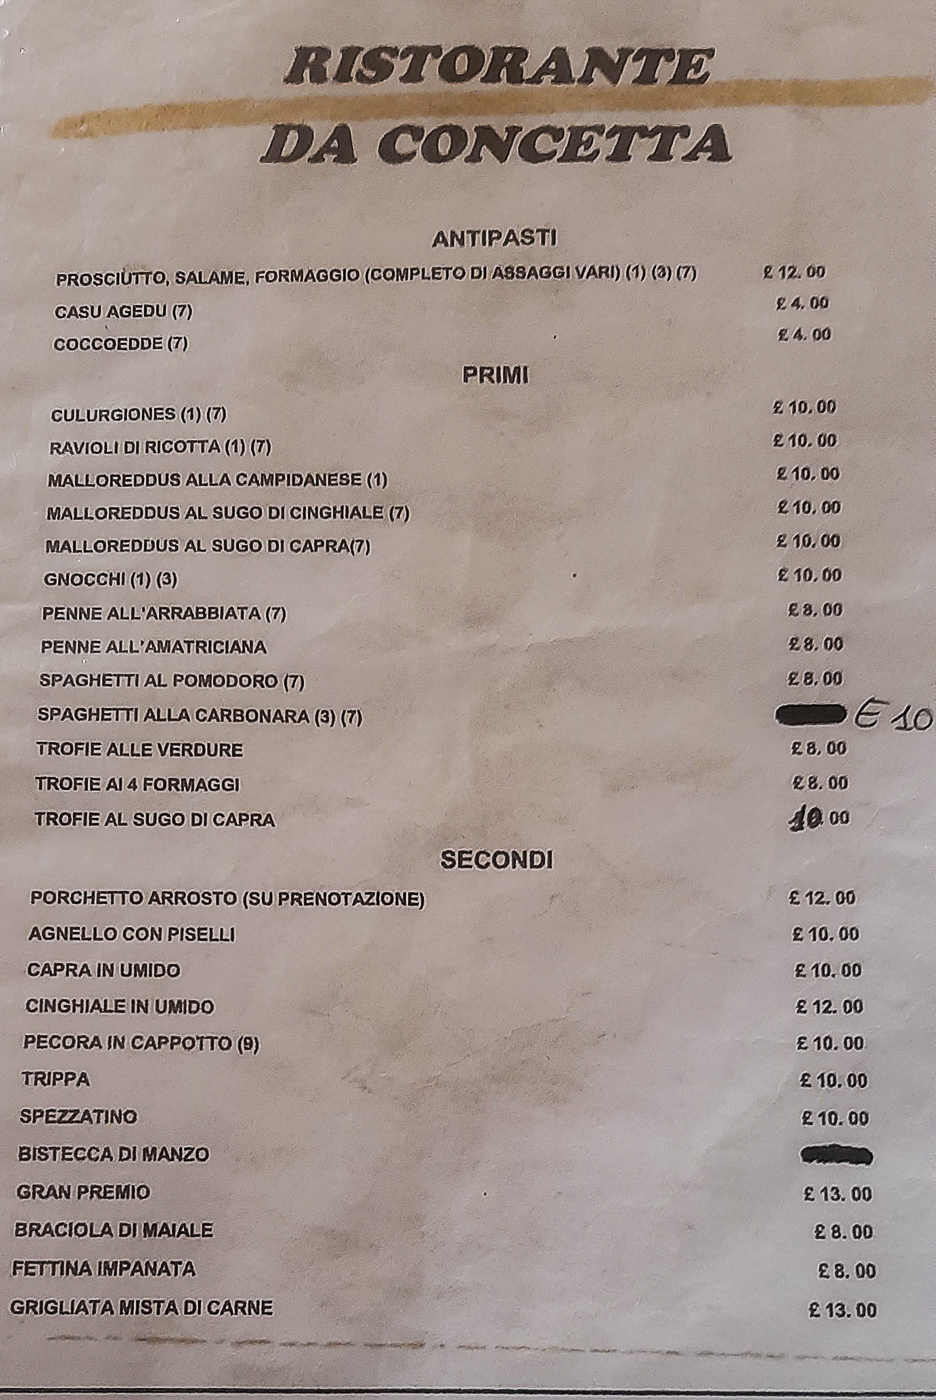 RISTORANTE
DA CONCETTA
ANTIPASTI
PROSCIUTTO, SALAME, FORMAGGIO (COMPLETO DI ASSAGGI VARI) (1) (3) (7) £ 12. 00
CASU AGEDU (7) £ 4. 00
COCCOEDDE (7) £ 4. 00
PRIMI
CULURGIONES (1) (7) £ 10. 00
RAVIOLI DI RICOTTA (1) (7) £ 10. 00
MALLOREDDUS ALLA CAMPIDANESE (1) £ 10. 00
MALLOREDDUS AL SUGO DI CINGHIALE (7) £ 10. 00
MALLOREDDUS AL SUGO DI CAPRA(7) £ 10. 00
GNOCCHI (1) (3) £ 10. 00
PENNE ALL'ARRABBIATA (7) £ 8. 00
PENNE ALL'AMATRICIANA £ 8. 00
SPAGHETTI AL POMODORO (7) £ 8. 00
SPAGHETTI ALLA CARBONARA (3) (7) € 10
TROFIE ALLE VERDURE £ 8. 00
TROFIE AI 4 FORMAGGI £ 8. 00
TROFIE AL SUGO DI CAPRA 10 00
SECONDI
PORCHETTO ARROSTO (SU PRENOTAZIONE) £ 12. 00
AGNELLO CON PISELLI £ 10. 00
CAPRA IN UMIDO £ 10. 00
CINGHIALE IN UMIDO £ 12. 00
PECORA IN CAPPOTTO (9) £ 10. 00
TRIPPA £ 10. 00
SPEZZATINO £ 10. 00
BISTECCA DI MANZO
GRAN PREMIO £ 13. 00
BRACIOLA DI MAIALE £ 8. 00
FETTINA IMPANATA £ 8. 00
GRIGLIATA MISTA DI CARNE £ 13. 00